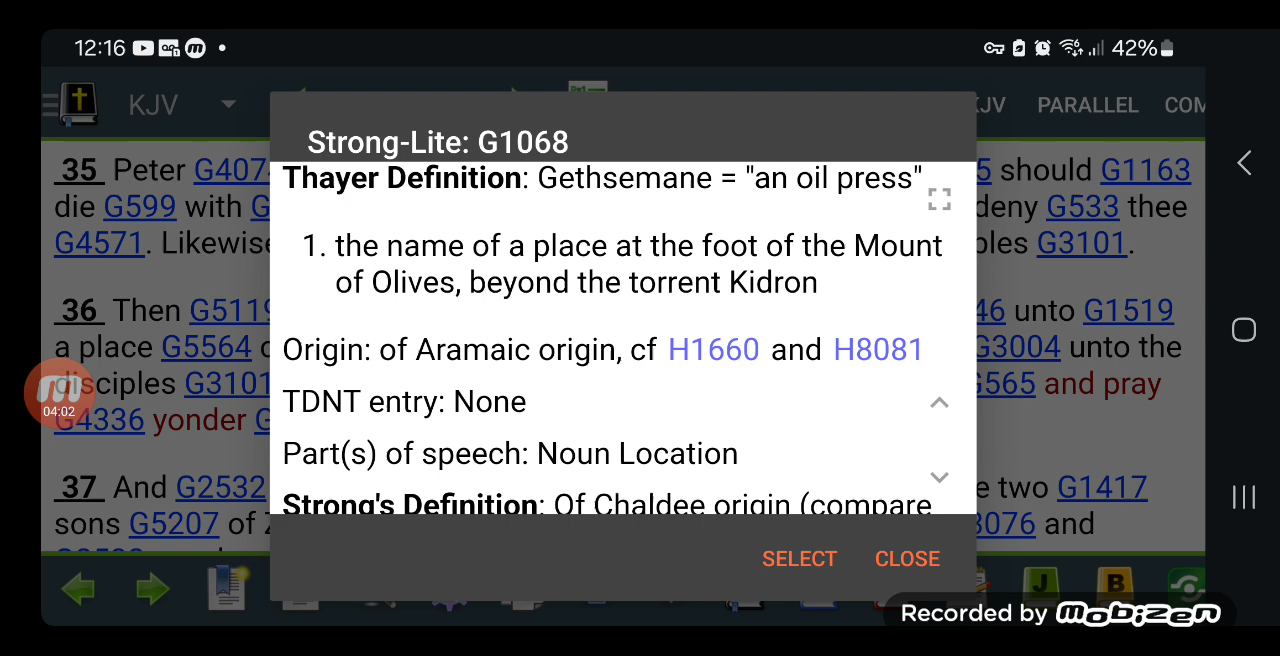 12:16
42%
KJV
KJV PARALLEL COM
Strong-Lite: G1068
Thayer Definition: Gethsemane = "an oil press"
1. the name of a place at the foot of the Mount
of Olives, beyond the torrent Kidron
Origin: of Aramaic origin, cf H1660 and H8081
TDNT entry: None
Part(s) of speech: Noun Location
Strong's Definition: Of Chaldee origin (compare
SELECT CLOSE
35 Peter G407 5 should G1163
die G599 with G deny G533 thee
G4571. Likewise ples G3101.
36 Then G5119 46 unto G1519
a place G5564 G3004 unto the
disciples G3101 G565 and pray
G4336 yonder G
37 And G2532 e two G1417
sons G5207 of 3076 and
04:02
J B
Recorded by mobizen